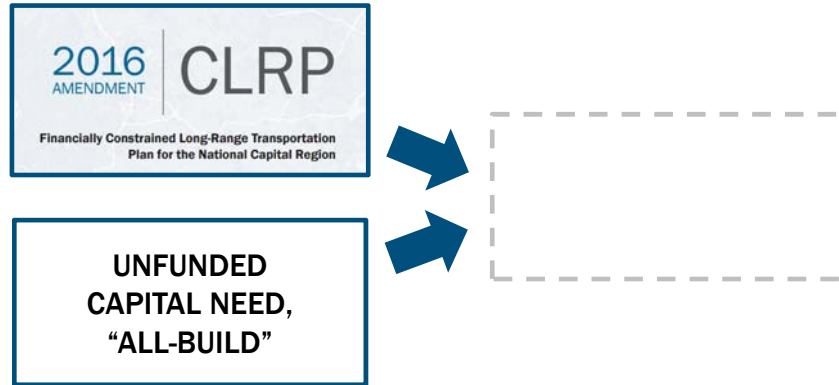 2016
AMENDMENT
CLRP
Financially Constrained Long-Range Transportation
Plan for the National Capital Region
UNFUNDED
CAPITAL NEED,
“ALL-BUILD”